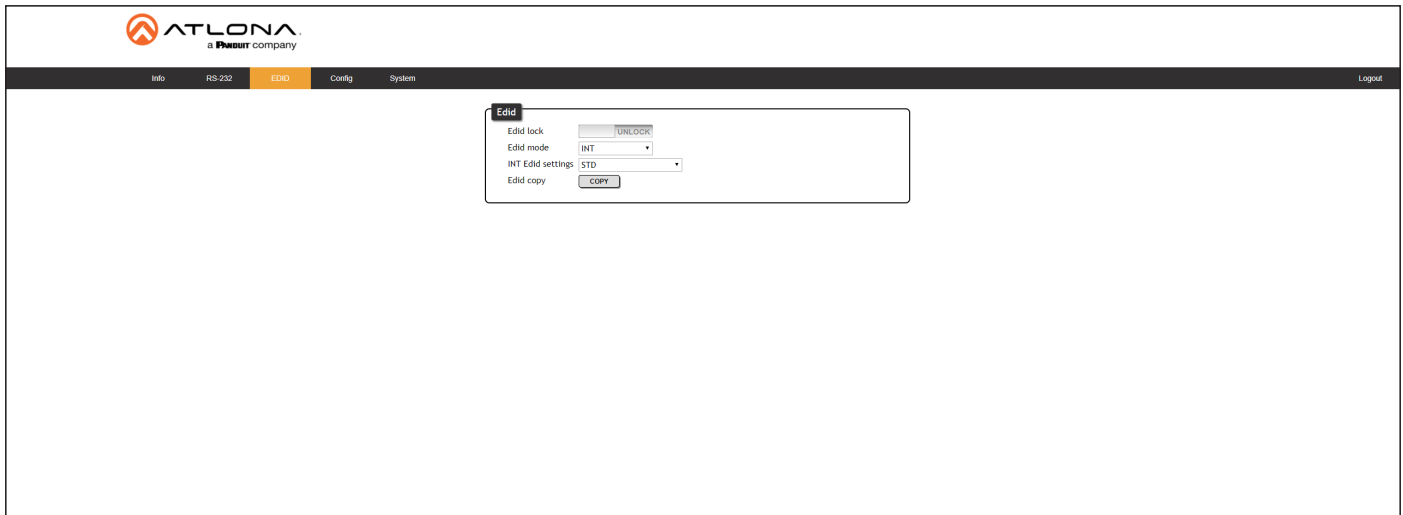 ATLONA.
a PANDUIT company
Info RS-232 EDID Config System Logout
Edid
Edid lock UNLOCK
Edid mode INT
INT Edid settings STD
Edid copy COPY